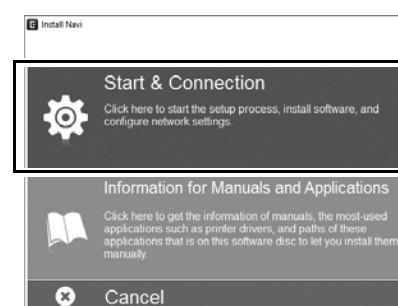 Install Navi
Start & Connection
Click here to start the setup process, install software, and
configure network settings.
Information for Manuals and Applications
Click here to get the information of manuals, the most-used
applications such as printer drivers, and paths of these
applications that is on this software disc to let you install them
manually.
Cancel